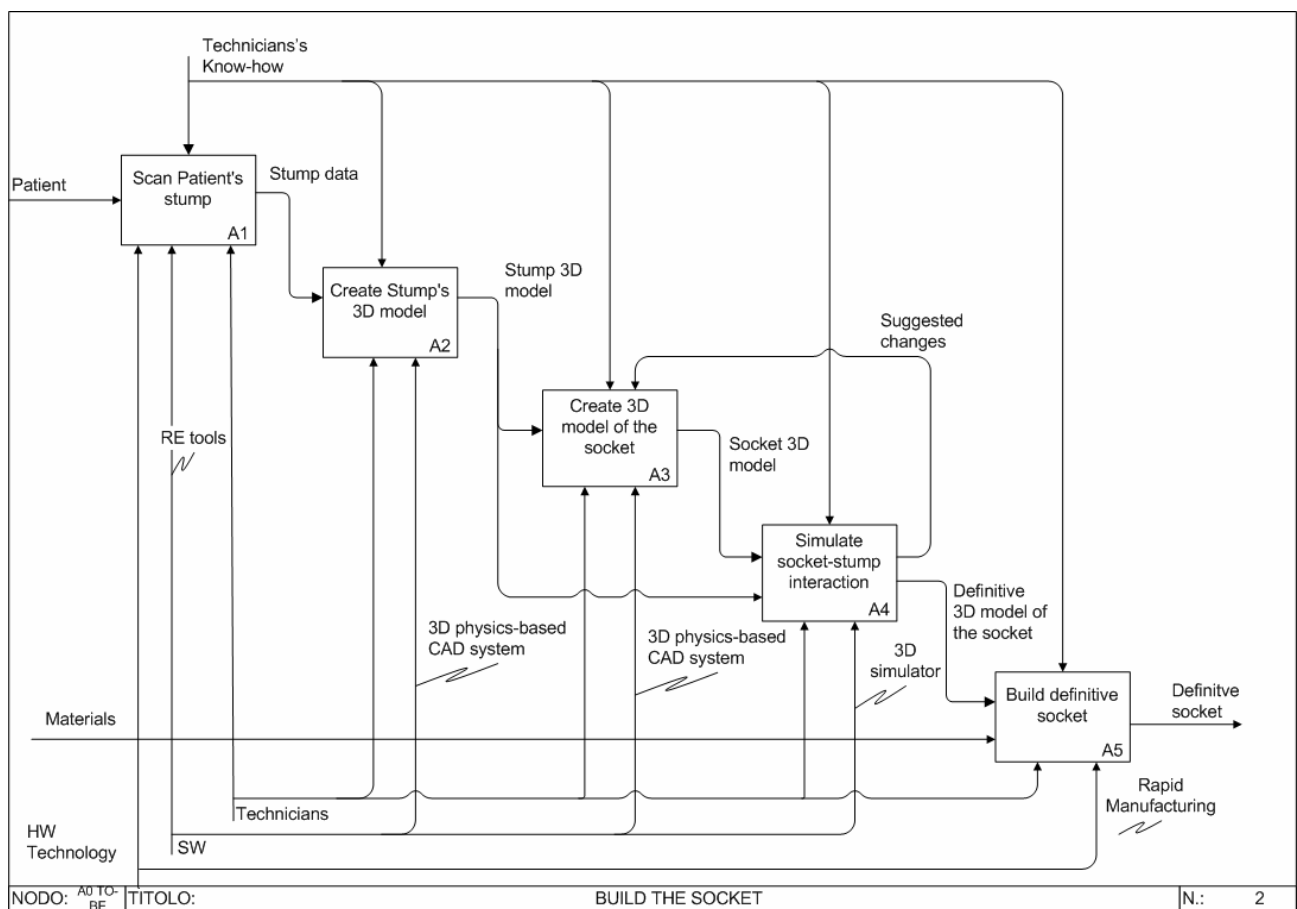 Technicians's
Know-how
Patient
Scan Patient's
stump
A1
Stump data
Create Stump's
3D model
A2
Stump 3D
model
Suggested
changes
Create 3D
model of the
socket
A3
RE tools
Socket 3D
model
Simulate
socket-stump
interaction
A4
Definitive
3D model of
the socket
3D physics-based
CAD system
3D physics-based
CAD system
3D
simulator
Materials
Build definitive
socket
A5
Definitve
socket
Technicians
Rapid
Manufacturing
HW
Technology
SW
NODO: A0 TO-
BE
TITOLO: BUILD THE SOCKET N.: 2